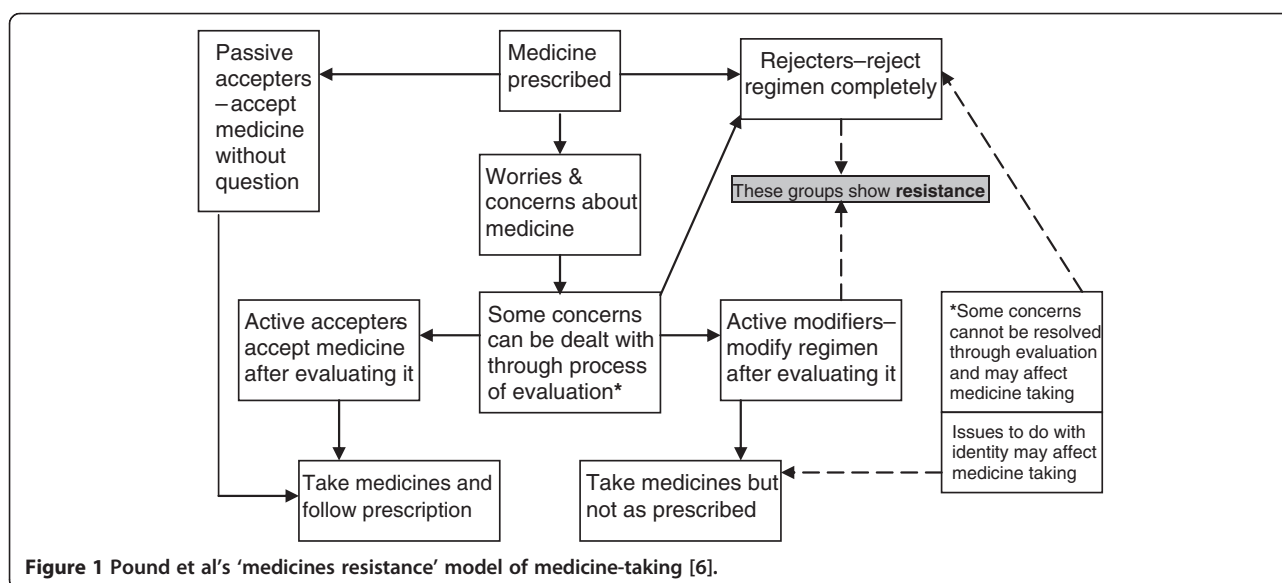 Passive
accepters
–accept
medicine
without
question
Medicine
prescribed
Rejecters–reject
regimen completely
Worries &
concerns about
medicine
These groups show resistance
Active accepters-
accept medicine
after evaluating it
Some concerns
can be dealt with
through process
of evaluation*
Active modifiers–
modify regimen
after evaluating it
*Some concerns
cannot be resolved
through evaluation
and may affect
medicine taking
Issues to do with
identity may affect
medicine taking
Take medicines and
follow prescription
Take medicines but
not as prescribed
Figure 1 Pound et al's 'medicines resistance' model of medicine-taking [6].